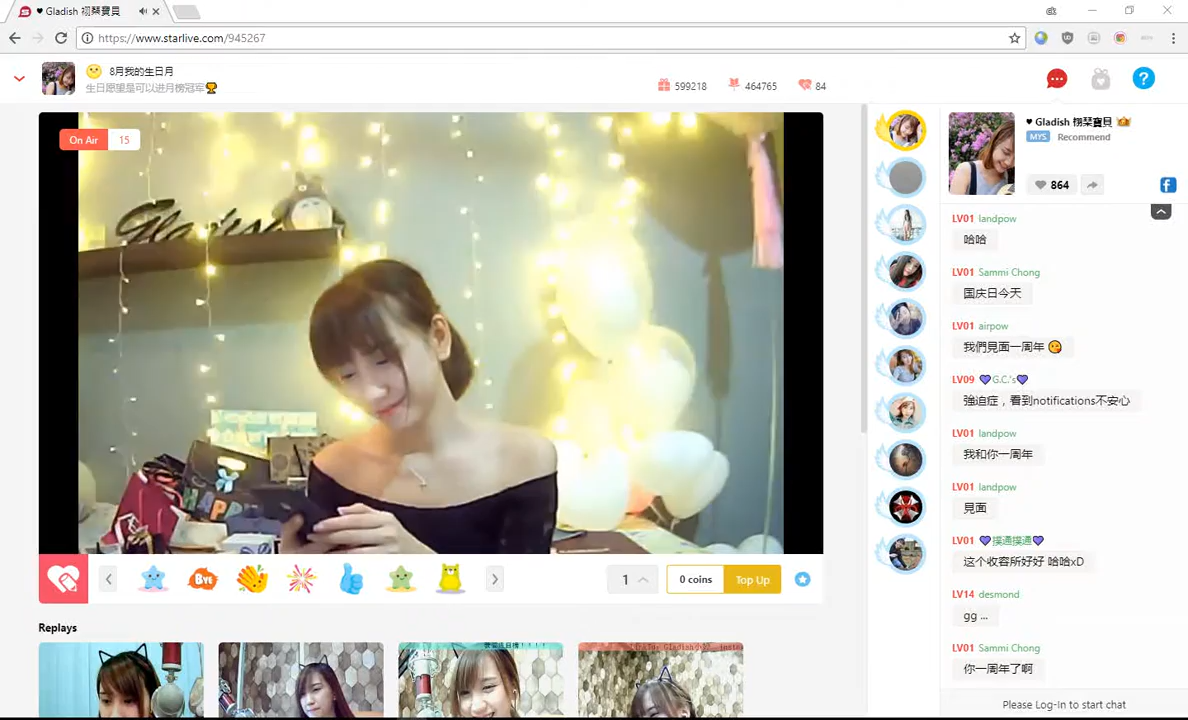 ♥ Gladish 栩琹寶貝
https://www.starlive.com/945267
8月我的生日月
生日愿望是可以进月榜冠军🏆
599218
464765
84
On Air 15
Gladish
♥ Gladish 栩琹寶貝
MYS Recommend
864
LV01 landpow
哈哈
LV01 Sammi Chong
国庆日今天
LV01 airpow
我們見面一周年 😋
LV09 💜G.C.'s💜
強迫症，看到notifications不安心
LV01 landpow
我和你一周年
LV01 landpow
見面
LV01 💜撲通撲通💜
这个收容所好好 哈哈xD
LV14 desmond
gg ...
LV01 Sammi Chong
你一周年了啊
Please Log-In to start chat
BYE
1
0 coins
Top Up
Replays